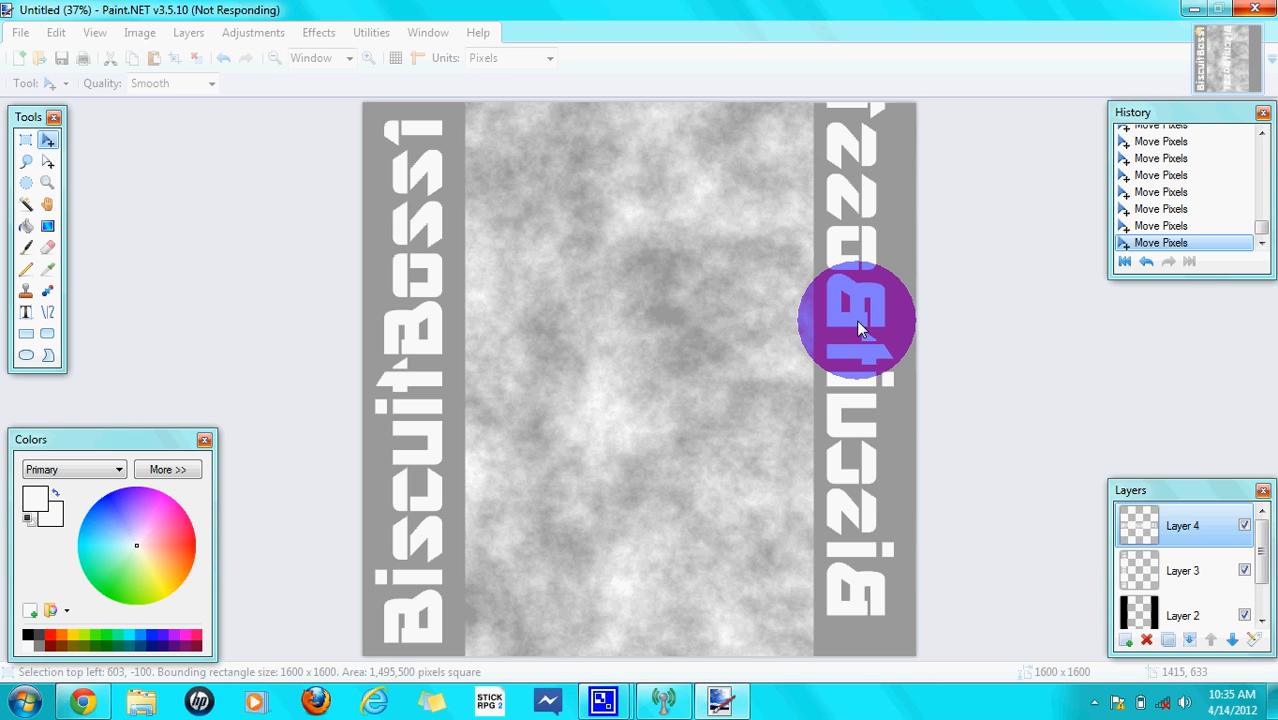 Untitled (37%) - Paint.NET v3.5.10 (Not Responding)
File Edit View Image Layers Adjustments Effects Utilities Window Help
Window Units: Pixels
Tool: Quality: Smooth
Tools
History
Move Pixels
Move Pixels
Move Pixels
Move Pixels
Move Pixels
Move Pixels
Move Pixels
Move Pixels
BiscuitBoss1
Colors
Primary More >>
Layers
Layer 4
Layer 3
Layer 2
Selection top left: 603, -100. Bounding rectangle size: 1600 x 1600. Area: 1,495,500 pixels square
1600 x 1600 1415, 633
hp
STICK
RPG 2
10:35 AM
4/14/2012